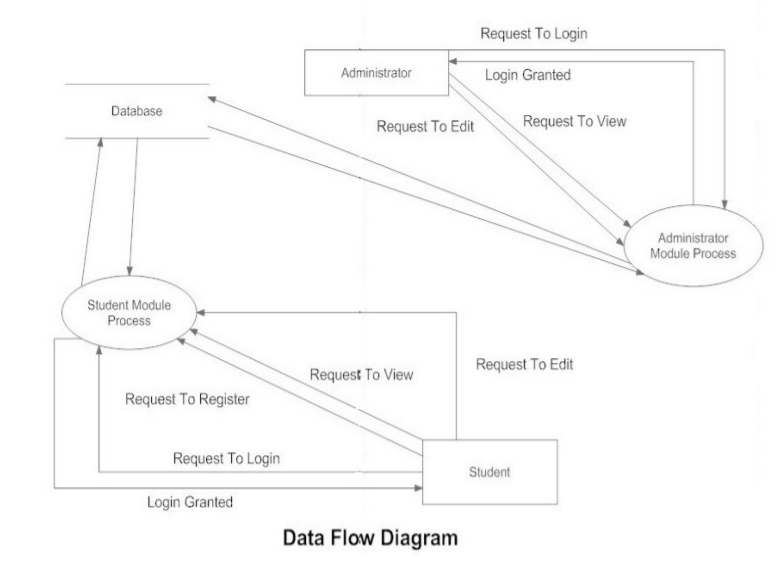 Request To Login
Administrator
Login Granted
Database
Request To Edit
Request To View
Administrator
Module Process
Student Module
Process
Request To View
Request To Edit
Request To Register
Request To Login
Student
Login Granted
Data Flow Diagram